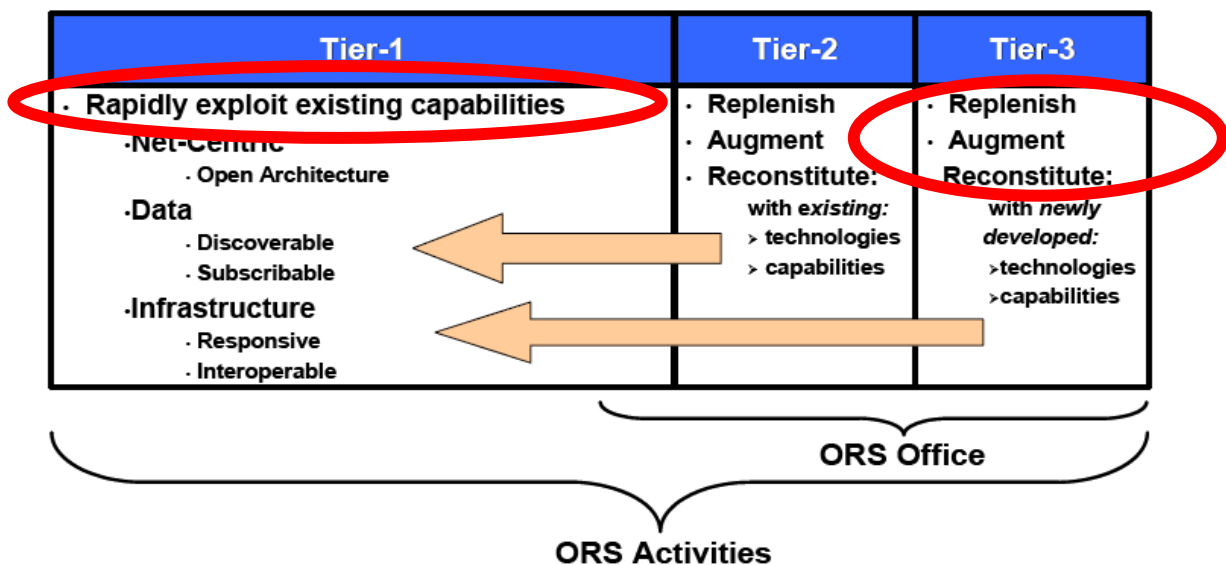 Tier-1
· Rapidly exploit existing capabilities
·Net-Centric
· Open Architecture
·Data
· Discoverable
· Subscribable
·Infrastructure
· Responsive
· Interoperable
Tier-2
· Replenish
· Augment
· Reconstitute:
with existing:
➢ technologies
➢ capabilities
Tier-3
· Replenish
· Augment
Reconstitute:
with newly
developed:
➢technologies
➢capabilities
ORS Office
ORS Activities